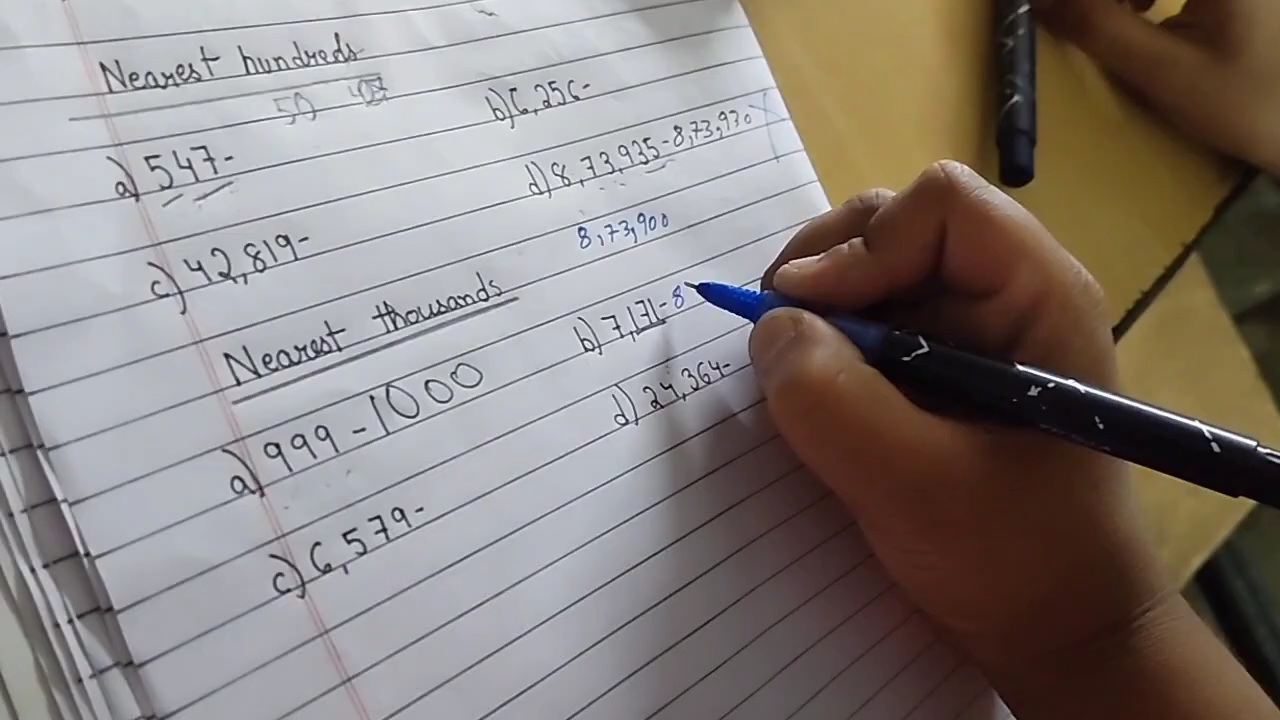 Nearest hundreds
50
a) 547-
b) 6,256-
c) 42,819-
d) 8,73,935-8,73,930 X
8,73,900
Nearest thousands
a) 999-1000
b) 7,171-8
c) 6,579-
d) 24,364-